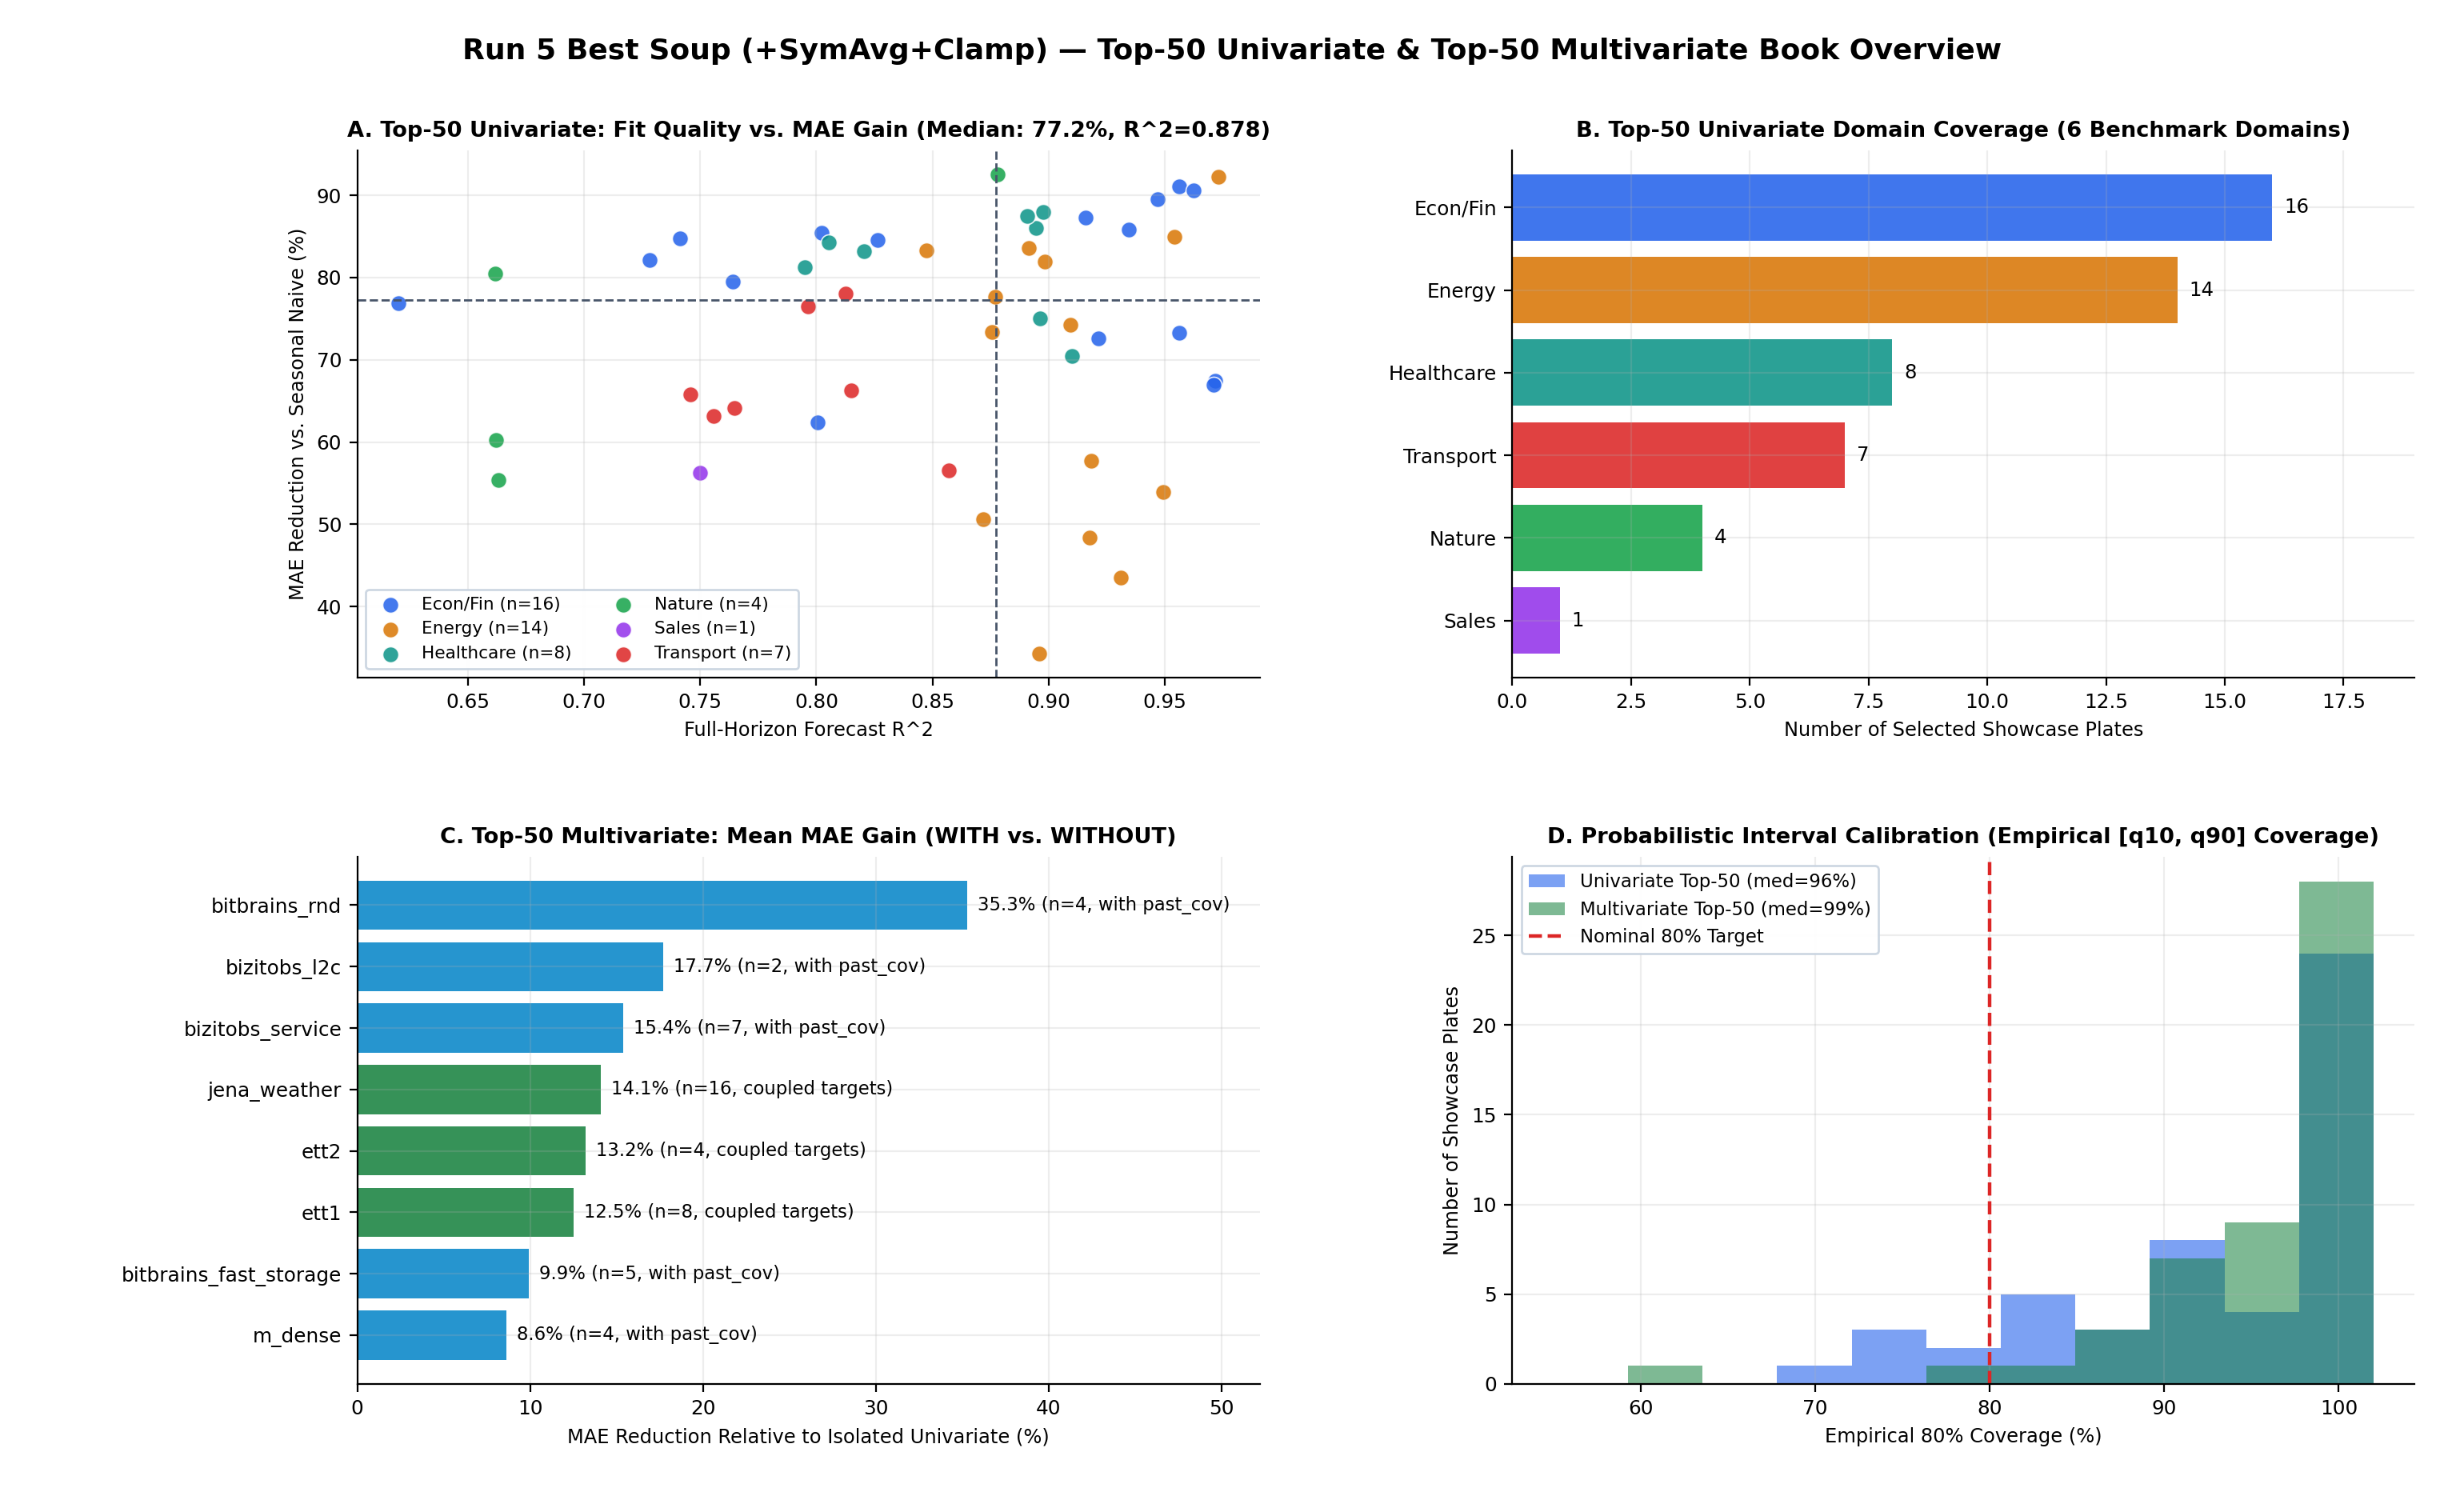 Run 5 Best Soup (+SymAvg+Clamp) — Top-50 Univariate & Top-50 Multivariate Book Overview
A. Top-50 Univariate: Fit Quality vs. MAE Gain (Median: 77.2%, R^2=0.878)
MAE Reduction vs. Seasonal Naive (%)
90
80
70
60
50
40
Econ/Fin (n=16)
Energy (n=14)
Healthcare (n=8)
Nature (n=4)
Sales (n=1)
Transport (n=7)
0.65 0.70 0.75 0.80 0.85 0.90 0.95
Full-Horizon Forecast R^2
B. Top-50 Univariate Domain Coverage (6 Benchmark Domains)
Econ/Fin 16
Energy 14
Healthcare 8
Transport 7
Nature 4
Sales 1
0.0 2.5 5.0 7.5 10.0 12.5 15.0 17.5
Number of Selected Showcase Plates
C. Top-50 Multivariate: Mean MAE Gain (WITH vs. WITHOUT)
bitbrains_rnd 35.3% (n=4, with past_cov)
bizitobs_l2c 17.7% (n=2, with past_cov)
bizitobs_service 15.4% (n=7, with past_cov)
jena_weather 14.1% (n=16, coupled targets)
ett2 13.2% (n=4, coupled targets)
ett1 12.5% (n=8, coupled targets)
bitbrains_fast_storage 9.9% (n=5, with past_cov)
m_dense 8.6% (n=4, with past_cov)
0 10 20 30 40 50
MAE Reduction Relative to Isolated Univariate (%)
D. Probabilistic Interval Calibration (Empirical [q10, q90] Coverage)
Univariate Top-50 (med=96%)
Multivariate Top-50 (med=99%)
Nominal 80% Target
Number of Showcase Plates
25
20
15
10
5
0
60 70 80 90 100
Empirical 80% Coverage (%)